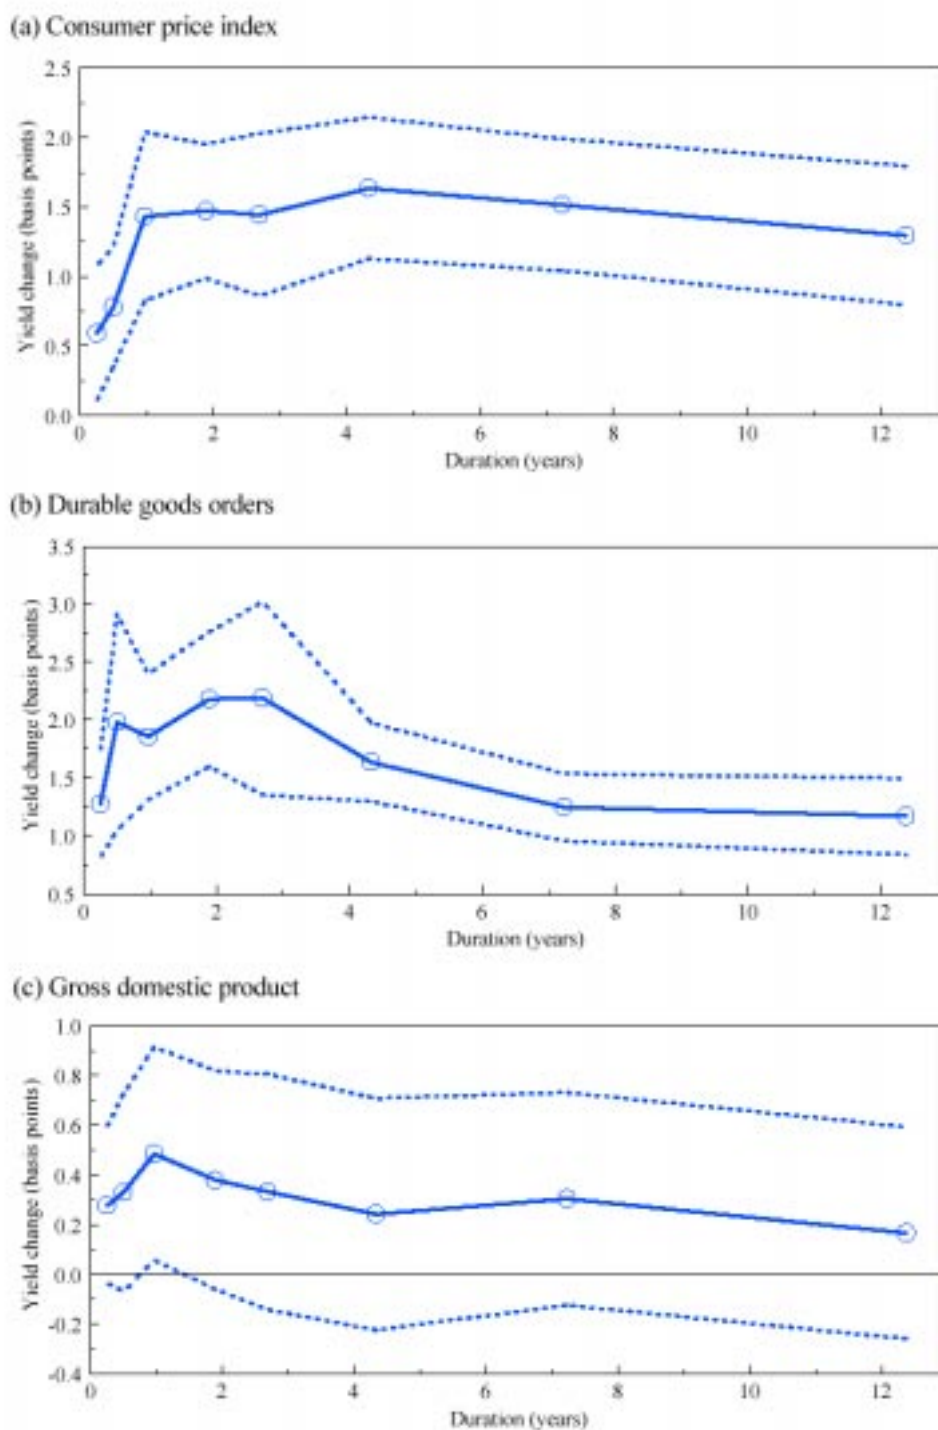 (a) Consumer price index
2.5
2.0
1.5
1.0
0.5
0.0
Yield change (basis points)
0 2 4 6 8 10 12
Duration (years)
(b) Durable goods orders
3.5
3.0
2.5
2.0
1.5
1.0
0.5
Yield change (basis points)
0 2 4 6 8 10 12
Duration (years)
(c) Gross domestic product
1.0
0.8
0.6
0.4
0.2
0.0
-0.2
-0.4
Yield change (basis points)
0 2 4 6 8 10 12
Duration (years)